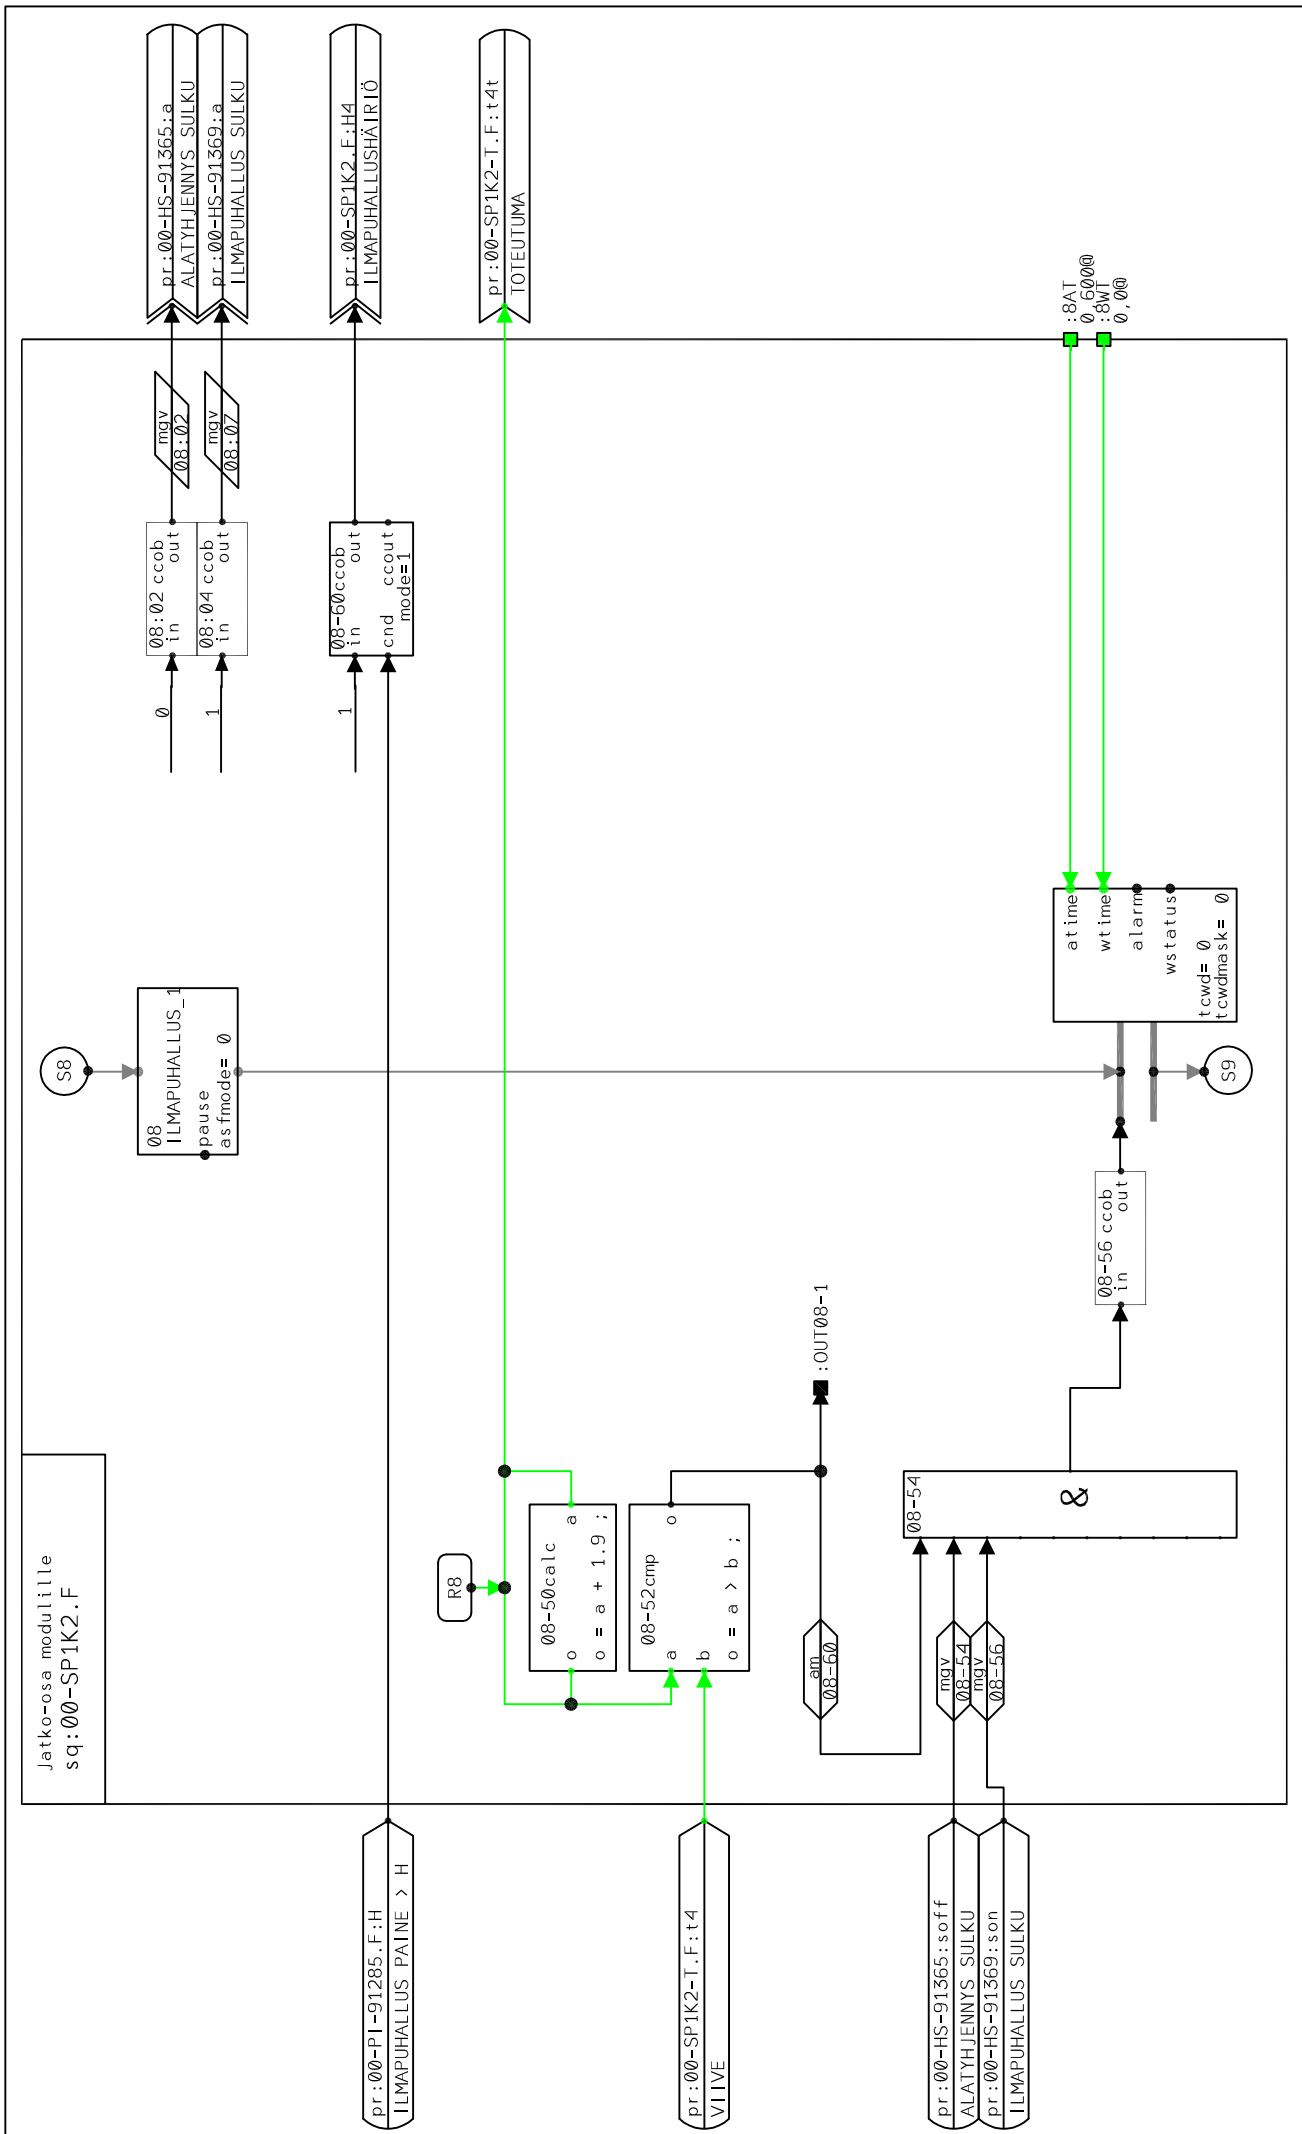 Jatko-osa modulille
sq:00-SP1K2.F
S8
08
ILMAPUHALLUS_1
pause
asfmode= 0
0
08:02 ccob
in out
mgv
08:02
pr:00-HS-91365:a
ALATYHJENNYS SULKU
1
08:04 ccob
in out
mgv
08:07
pr:00-HS-91369:a
ILMAPUHALLUS SULKU
pr:00-PI-91285.F:H
ILMAPUHALLUS PAINE > H
1
08-60ccob
in out
cnd ccout
mode=1
pr:00-SP1K2.F:H4
ILMAPUHALLUSHÄIRIÖ
R8
pr:00-SP1K2-T.F:t4t
TOTEUTUMA
08-50calc
o a
o = a + 1.9 ;
pr:00-SP1K2-T.F:t4
VIIVE
08-52cmp
a o
b
o = a > b ;
am
08-60
:OUT08-1
pr:00-HS-91365:soff
ALATYHJENNYS SULKU
pr:00-HS-91369:son
ILMAPUHALLUS SULKU
mgv
08-54
mgv
08-56
08-54
&
08-56 ccob
in out
atime
wtime
alarm
wstatus
tcwd= 0
tcwdmask= 0
:8AT
0,600@
:8WT
0,0@
S9